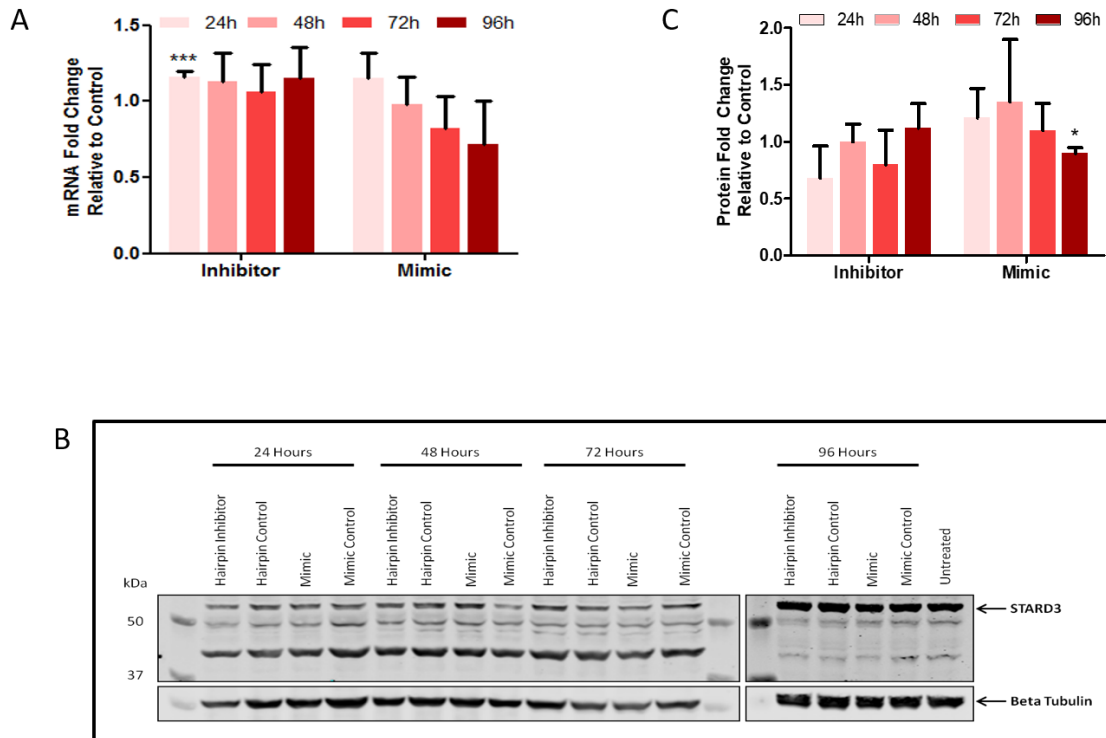 A
24h 48h 72h 96h
mRNA Fold Change
Relative to Control
1.5
1.0
0.5
0.0
***
Inhibitor Mimic
C
24h 48h 72h 96h
Protein Fold Change
Relative to Control
2.0
1.5
1.0
0.5
0.0
*
Inhibitor Mimic
B
24 Hours 48 Hours 72 Hours 96 Hours
Hairpin Inhibitor
Hairpin Control
Mimic
Mimic Control
Hairpin Inhibitor
Hairpin Control
Mimic
Mimic Control
Hairpin Inhibitor
Hairpin Control
Mimic
Mimic Control
Hairpin Inhibitor
Hairpin Control
Mimic
Mimic Control
Untreated
kDa
50
37
STARD3
Beta Tubulin